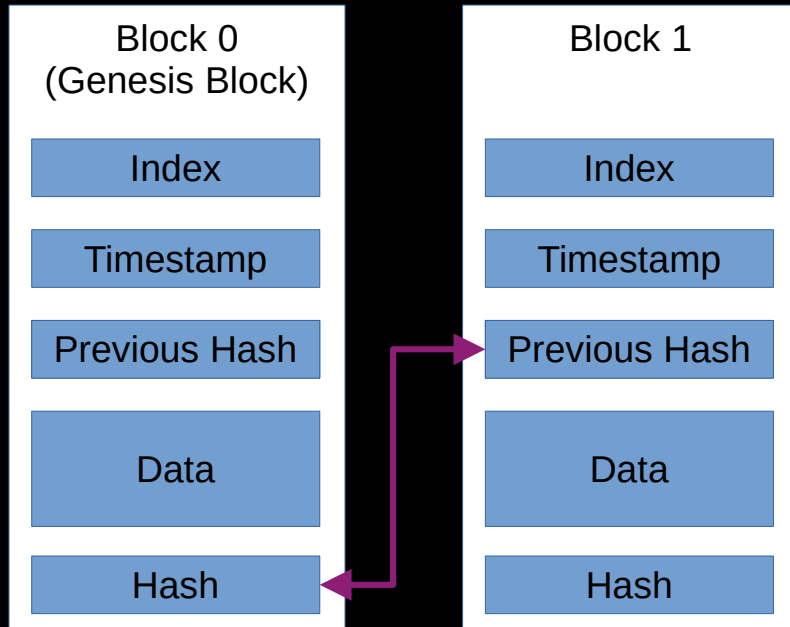 Block 0
(Genesis Block)
Index
Timestamp
Previous Hash
Data
Hash
Block 1
Index
Timestamp
Previous Hash
Data
Hash